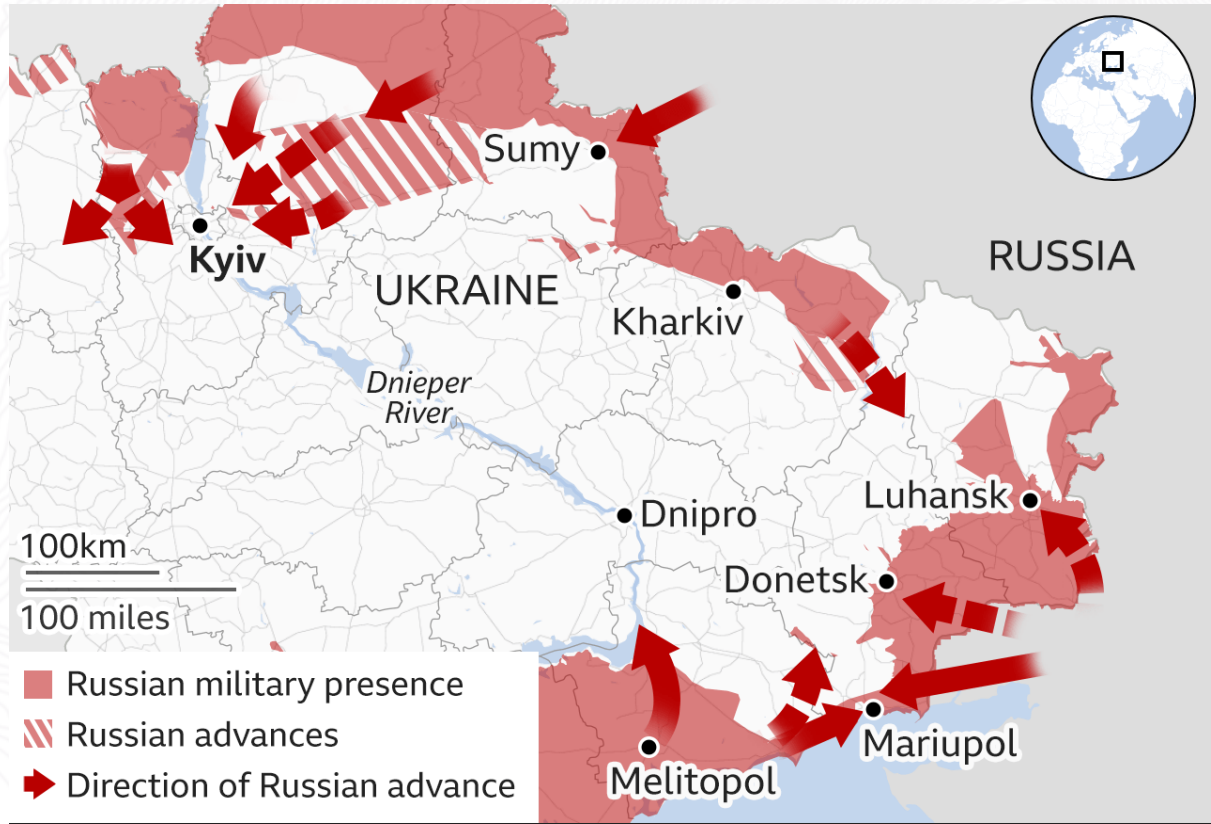 Sumy
RUSSIA
Kyiv
UKRAINE
Kharkiv
Dnieper
River
Luhansk
Dnipro
100km
Donetsk
100 miles
Russian military presence
Russian advances
Mariupol
Melitopol
Direction of Russian advance